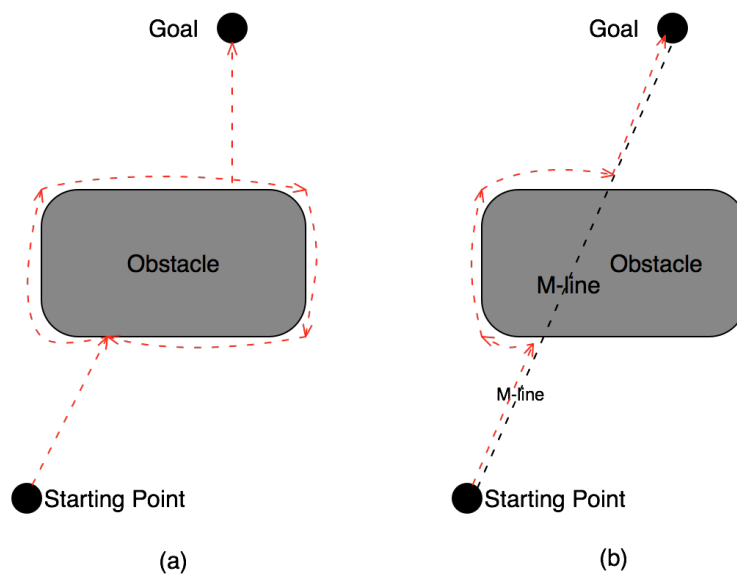 Goal
Obstacle
Starting Point
(a)
Goal
Obstacle
M-line
M-line
Starting Point
(b)